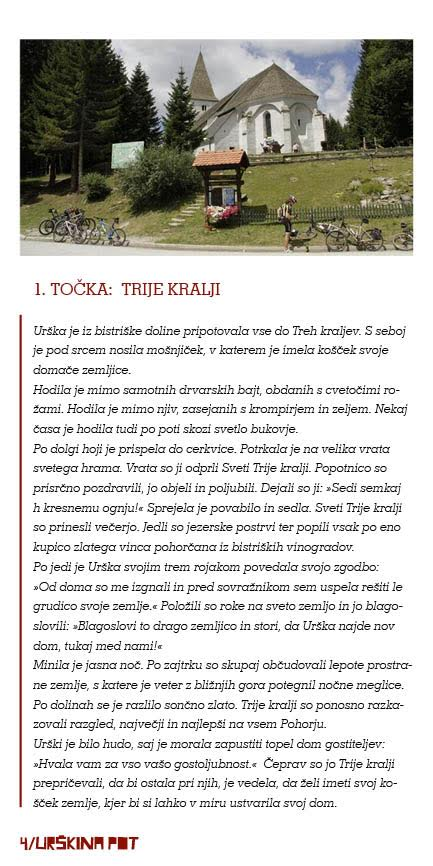 1. TOČKA:  TRIJE KRALJI
Urška je iz bistriške doline pripotovala vse do Treh kraljev. S seboj
je pod srcem nosila mošnjiček, v katerem je imela košček svoje
domače zemljice.
Hodila je mimo samotnih drvarskih bajt, obdanih s cvetočimi ro-
žami. Hodila je mimo njiv, zasejanih s krompirjem in zeljem. Nekaj
časa je hodila tudi po poti skozi svetlo bukovje.
Po dolgi hoji je prispela do cerkvice. Potrkala je na velika vrata
svetega hrama. Vrata so ji odprli Sveti Trije kralji. Popotnico so
prisrčno pozdravili, jo objeli in poljubili. Dejali so ji: »Sedi semkaj
h kresnemu ognju!« Sprejela je povabilo in sedla. Sveti Trije kralji
so prinesli večerjo. Jedli so jezerske postrvi ter popili vsak po eno
kupico zlatega vinca pohorčana iz bistriških vinogradov.
Po jedi je Urška svojim trem rojakom povedala svojo zgodbo:
»Od doma so me izgnali in pred sovražnikom sem uspela rešiti le
grudico svoje zemlje.« Položili so roke na sveto zemljo in jo blago-
slovili: »Blagoslovi to drago zemljico in stori, da Urška najde nov
dom, tukaj med nami!«
Minila je jasna noč. Po zajtrku so skupaj občudovali lepote prostra-
ne zemlje, s katere je veter z bližnjih gora potegnil nočne meglice.
Po dolinah se je razlilo sončno zlato. Trije kralji so ponosno razka-
zovali razgled, največji in najlepši na vsem Pohorju.
Urški je bilo hudo, saj je morala zapustiti topel dom gostiteljev:
»Hvala vam za vso vašo gostoljubnost.«  Čeprav so jo Trije kralji
prepričevali, da bi ostala pri njih, je vedela, da želi imeti svoj ko-
šček zemlje, kjer bi si lahko v miru ustvarila svoj dom.
4/URŠKINA POT